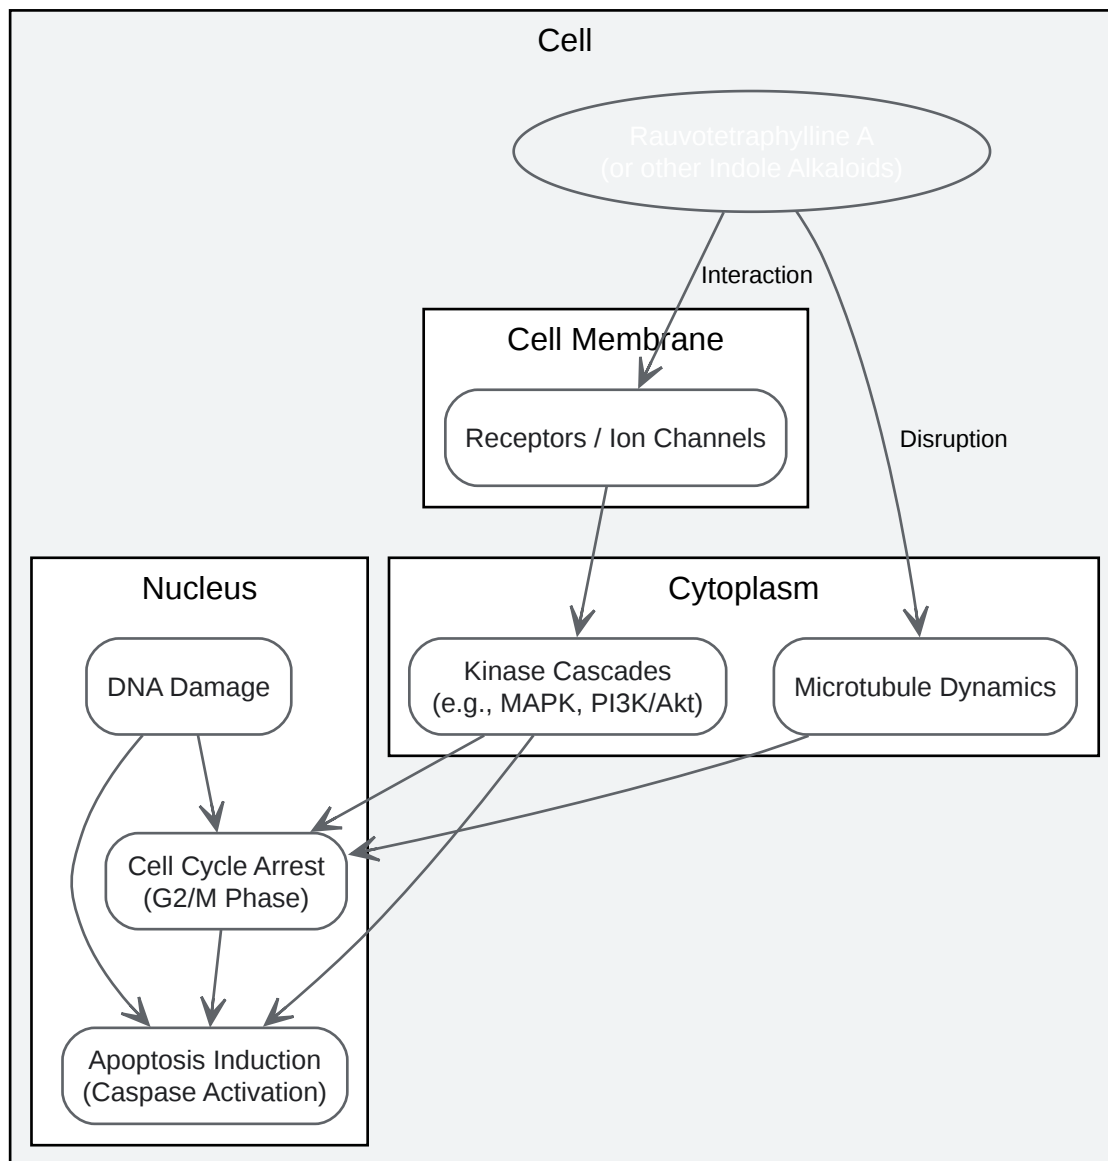 Cell
Rauvotetraphylline A
(or other Indole Alkaloids)
Interaction
Cell Membrane
Receptors / Ion Channels
Disruption
Nucleus
Cytoplasm
DNA Damage
Kinase Cascades
(e.g., MAPK, PI3K/Akt)
Microtubule Dynamics
Cell Cycle Arrest
(G2/M Phase)
Apoptosis Induction
(Caspase Activation)